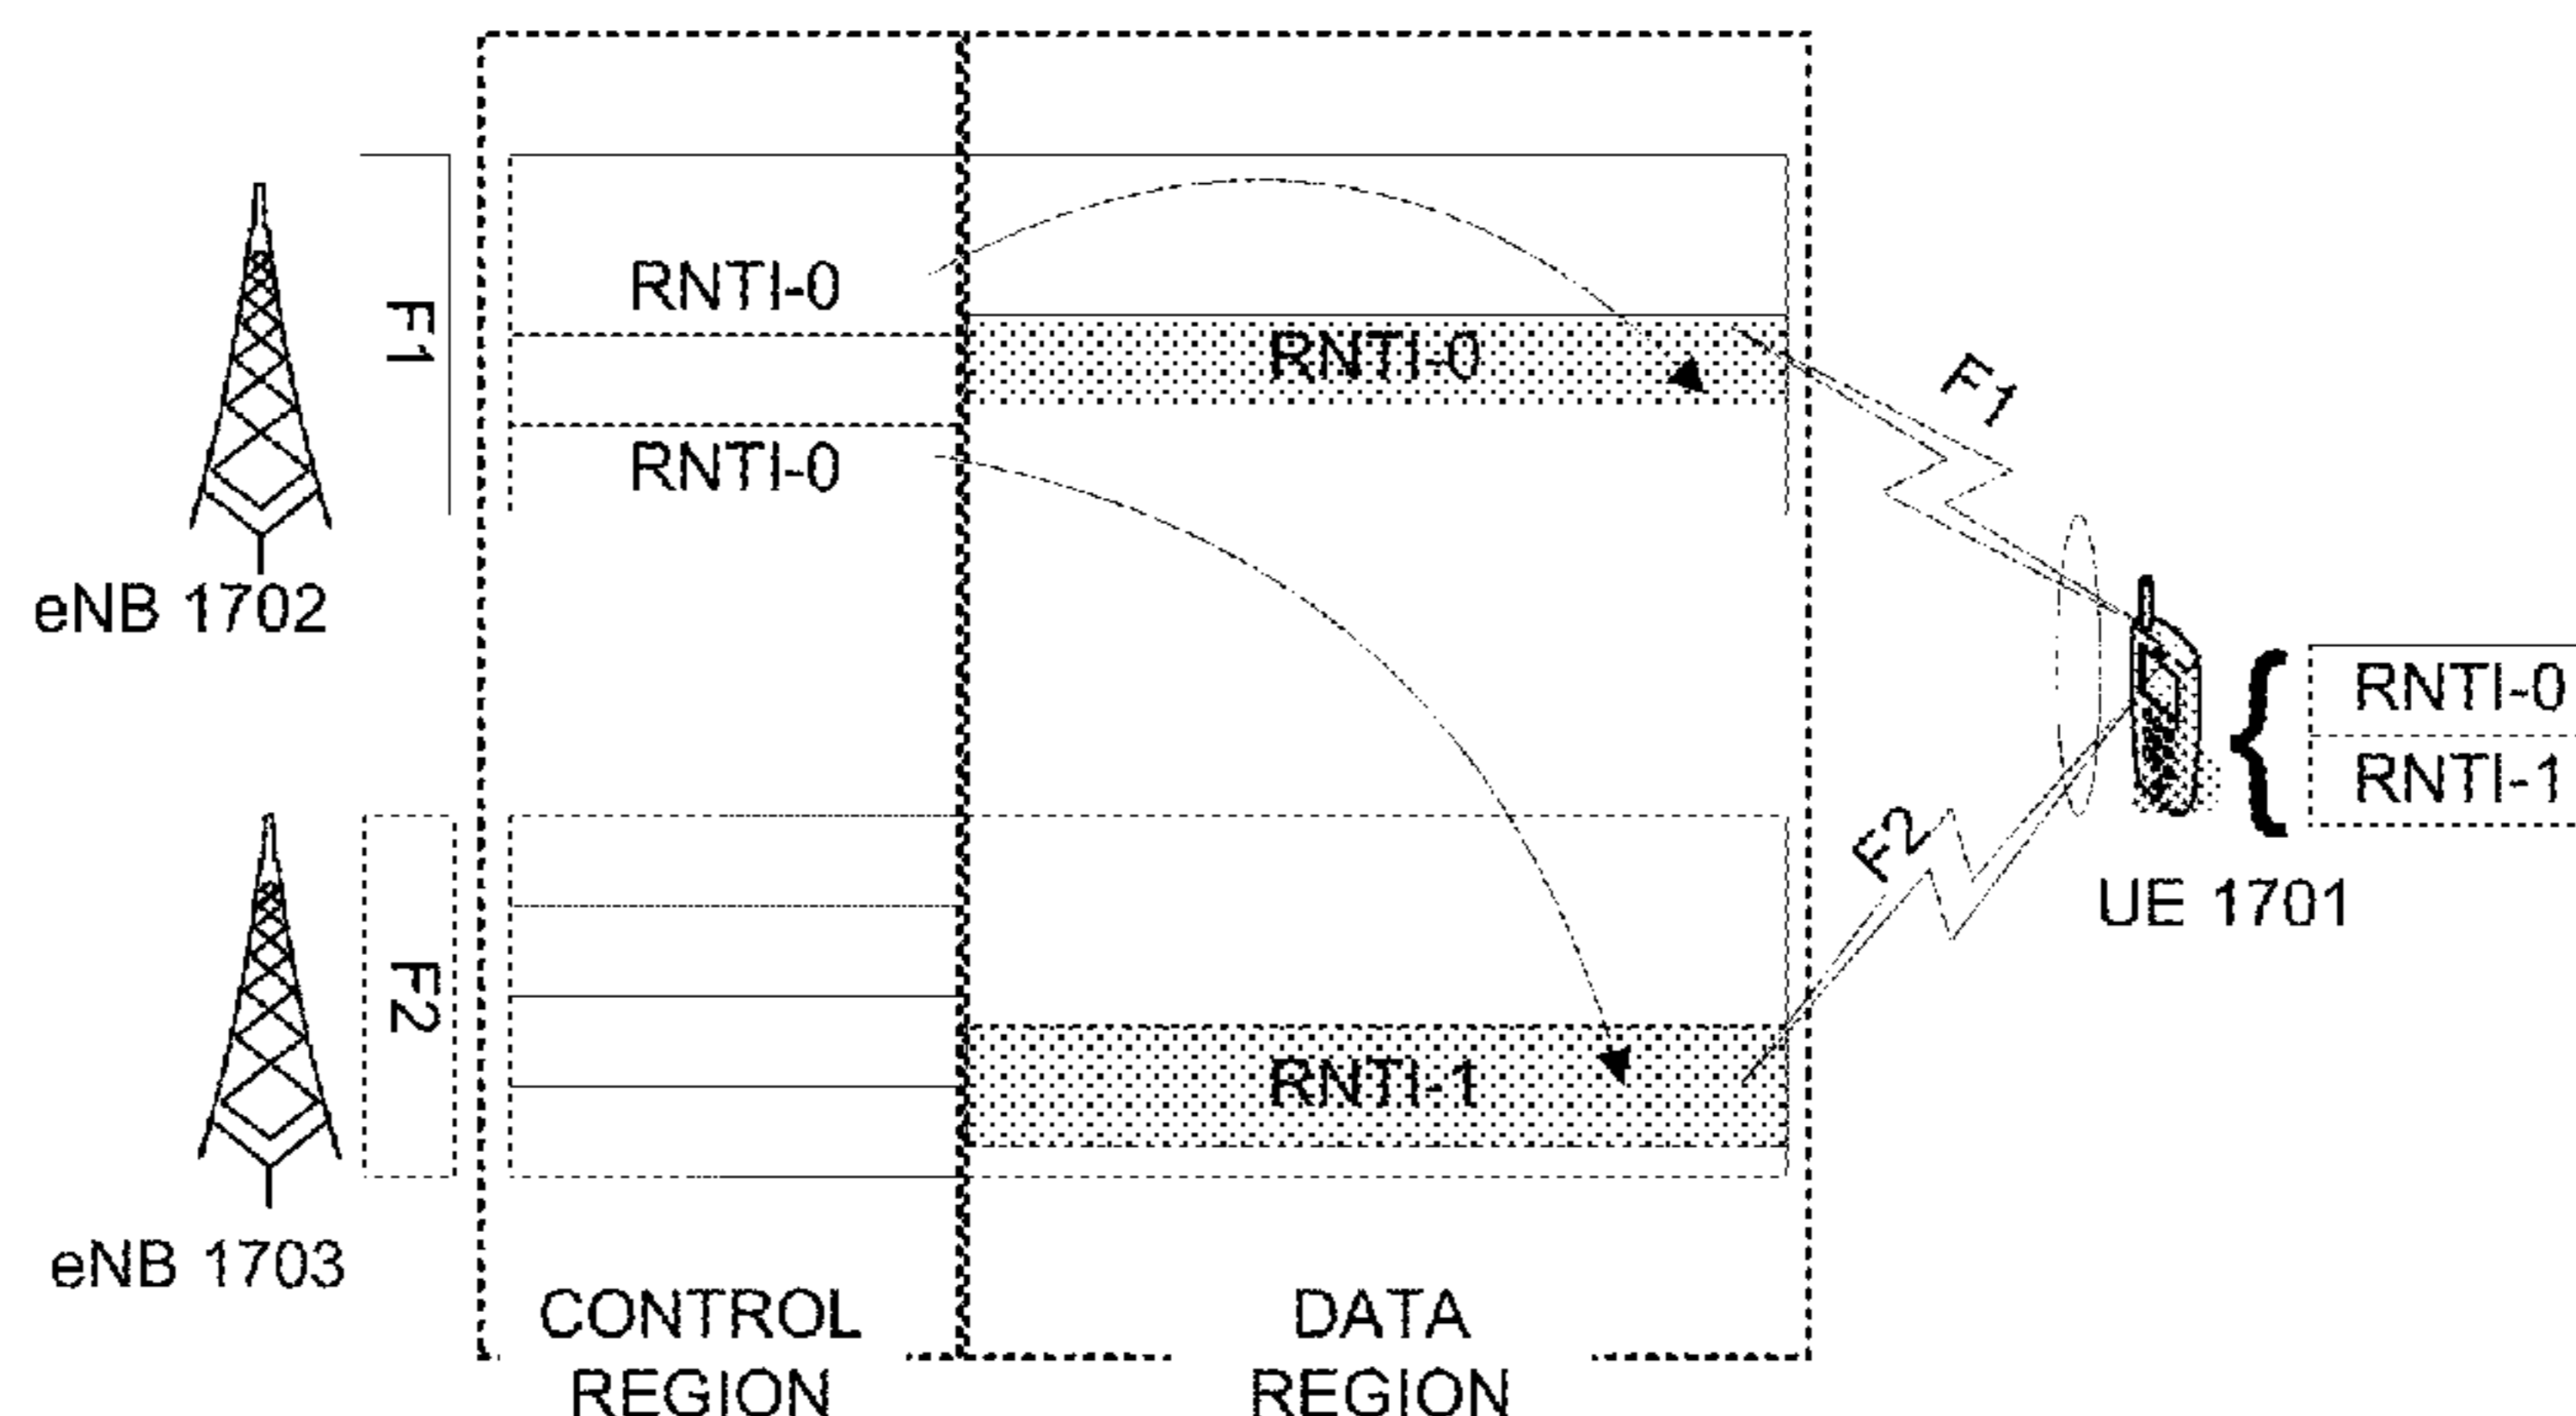 RNTI-0
F1
RNTI-0
F1
RNTI-0
eNB 1702
RNTI-0
RNTI-1
F2
UE 1701
F2
RNTI-1
eNB 1703
CONTROL
REGION
DATA
REGION